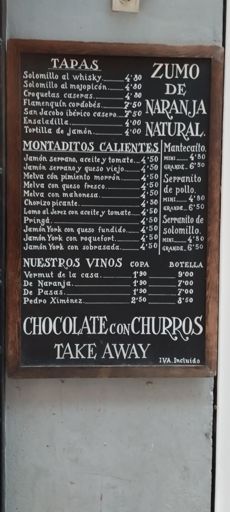 TAPAS
Solomillo al whisky 4'80
Solomillo al mojopicón 4'80
Croquetas caseras 4'80
Flamenquín cordobés 7'50
San Jacobo ibérico casero 7'50
Ensaladilla 4'00
Tortilla de jamón 4'00
ZUMO
DE
NARANJA
NATURAL.
MONTADITOS CALIENTES
Jamón serrano, aceite y tomate 4'50
Jamón serrano y queso viejo 4'50
Melva con pimiento morrón 4'50
Melva con queso fresco 4'50
Melva con mahonesa 4'50
Chorizo picante 4'50
Lomo al Jerez con aceite y tomate 4'50
Pringá 4'50
Jamón York con queso fundido 4'50
Jamón York con roquefort 4'50
Jamón York con sobrasada 4'50
Mantecaíto.
MINI 4'80
GRANDE 6'50
Serranito
de pollo.
MINI 4'80
GRANDE 6'50
Serranito de
solomillo.
MINI 4'80
GRANDE 6'50
NUESTROS VINOS COPA BOTELLA
Vermut de la casa 1'90 9'00
De Naranja 1'90 7'00
De Pasas 1'90 7'00
Pedro Ximénez 2'50 8'50
CHOCOLATE CON CHURROS
TAKE AWAY
IVA. Incluido